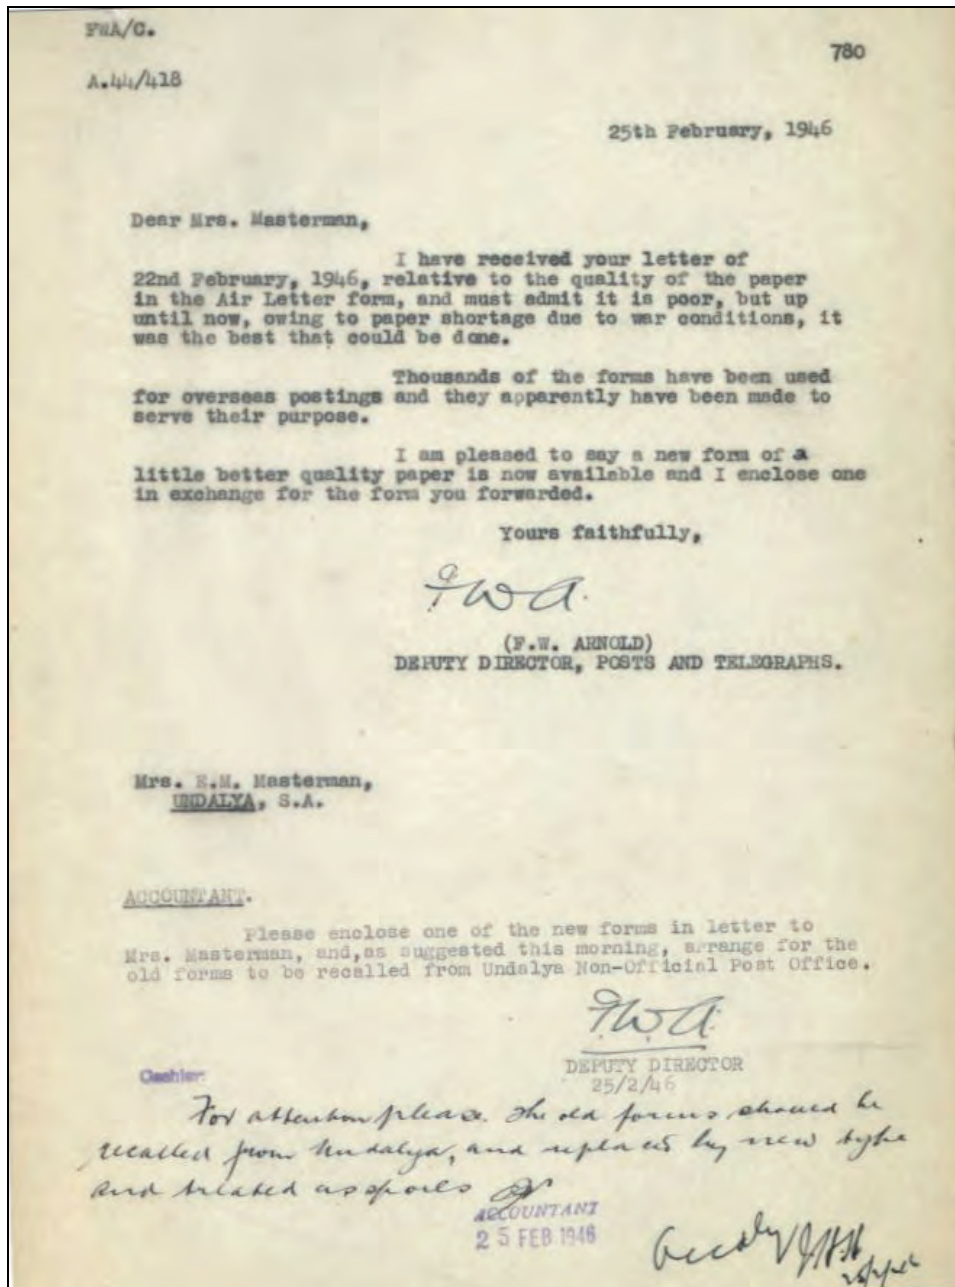 FWA/C.
780
A.44/418
25th February, 1946
Dear Mrs. Masterman,
I have received your letter of
22nd February, 1946, relative to the quality of the paper
in the Air Letter form, and must admit it is poor, but up
until now, owing to paper shortage due to war conditions, it
was the best that could be done.
Thousands of the forms have been used
for overseas postings and they apparently have been made to
serve their purpose.
I am pleased to say a new form of a
little better quality paper is now available and I enclose one
in exchange for the form you forwarded.
Yours faithfully,
FWA.
(F.W. ARNOLD)
DEPUTY DIRECTOR, POSTS AND TELEGRAPHS.
Mrs. E.M. Masterman,
UNDALYA, S.A.
ACCOUNTANT.
Please enclose one of the new forms in letter to
Mrs. Masterman, and,as suggested this morning, arrange for the
old forms to be recalled from Undalya Non-Official Post Office.
F.W.A.
DEPUTY DIRECTOR
25/2/46
Cashier
For attention please. The old forms should be
recalled from Undalya, and replaced by new type
and treated as spoils
ACCOUNTANT
25 FEB 1946